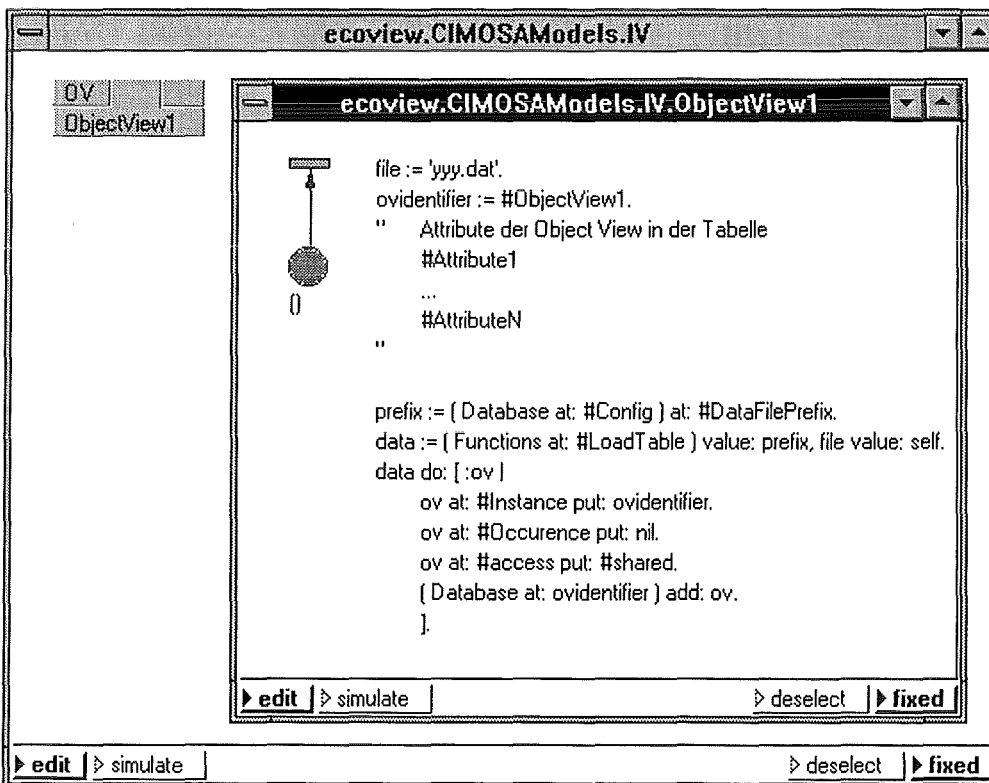 ecoview.CIMOSAModels.IV
OV
ObjectView1
ecoview.CIMOSAModels.IV.ObjectView1
()
file := 'yyy.dat'.
ovidentifier := #ObjectView1.
" Attribute der Object View in der Tabelle
#Attribute1
...
#AttributeN
"
prefix := ( Database at: #Config ) at: #DataFilePrefix.
data := ( Functions at: #LoadTable ) value: prefix, file value: self.
data do: [ :ov |
ov at: #Instance put: ovidentifier.
ov at: #Occurence put: nil.
ov at: #access put: #shared.
( Database at: ovidentifier ) add: ov.
].
edit simulate deselect fixed
edit simulate deselect fixed